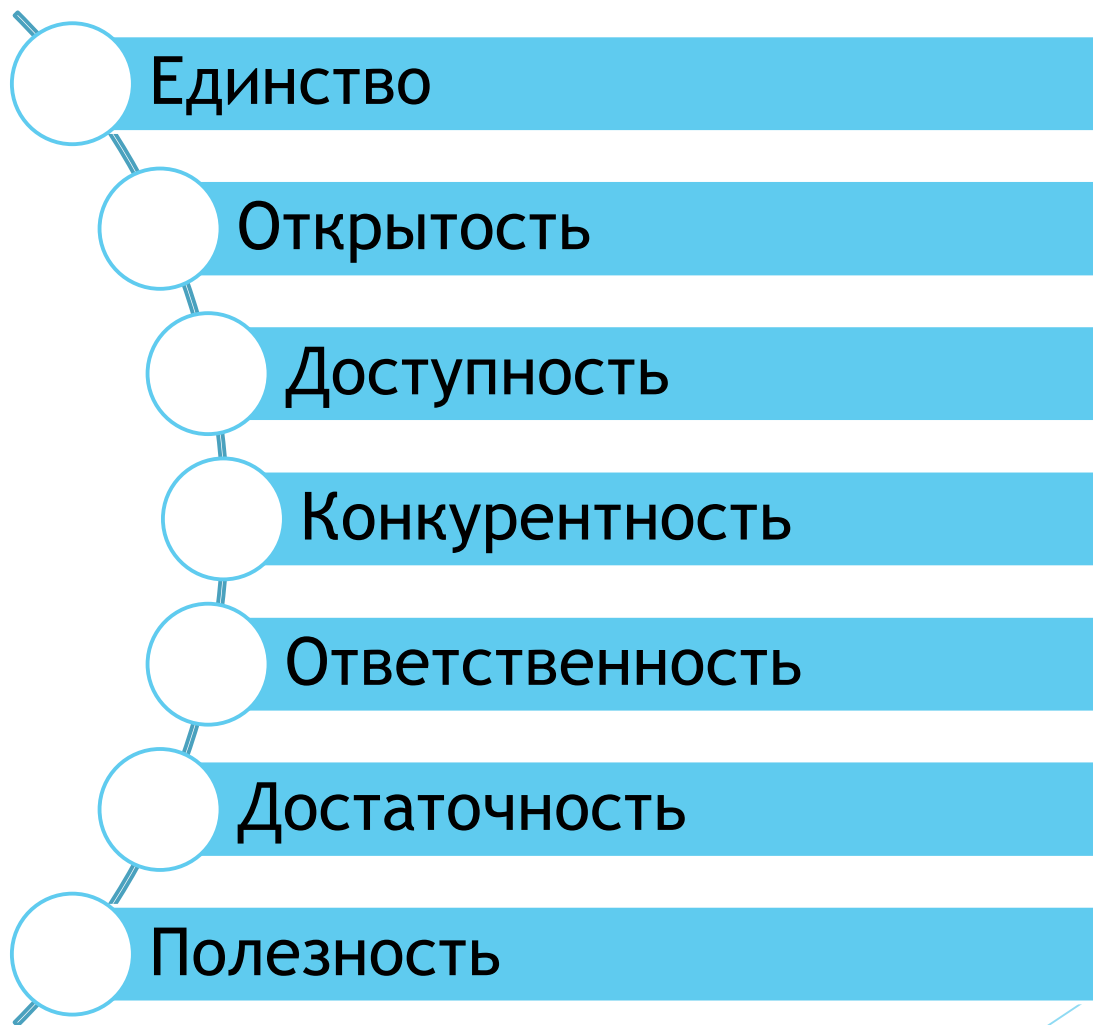 Единство
Открытость
Доступность
Конкурентность
Ответственность
Достаточность
Полезность